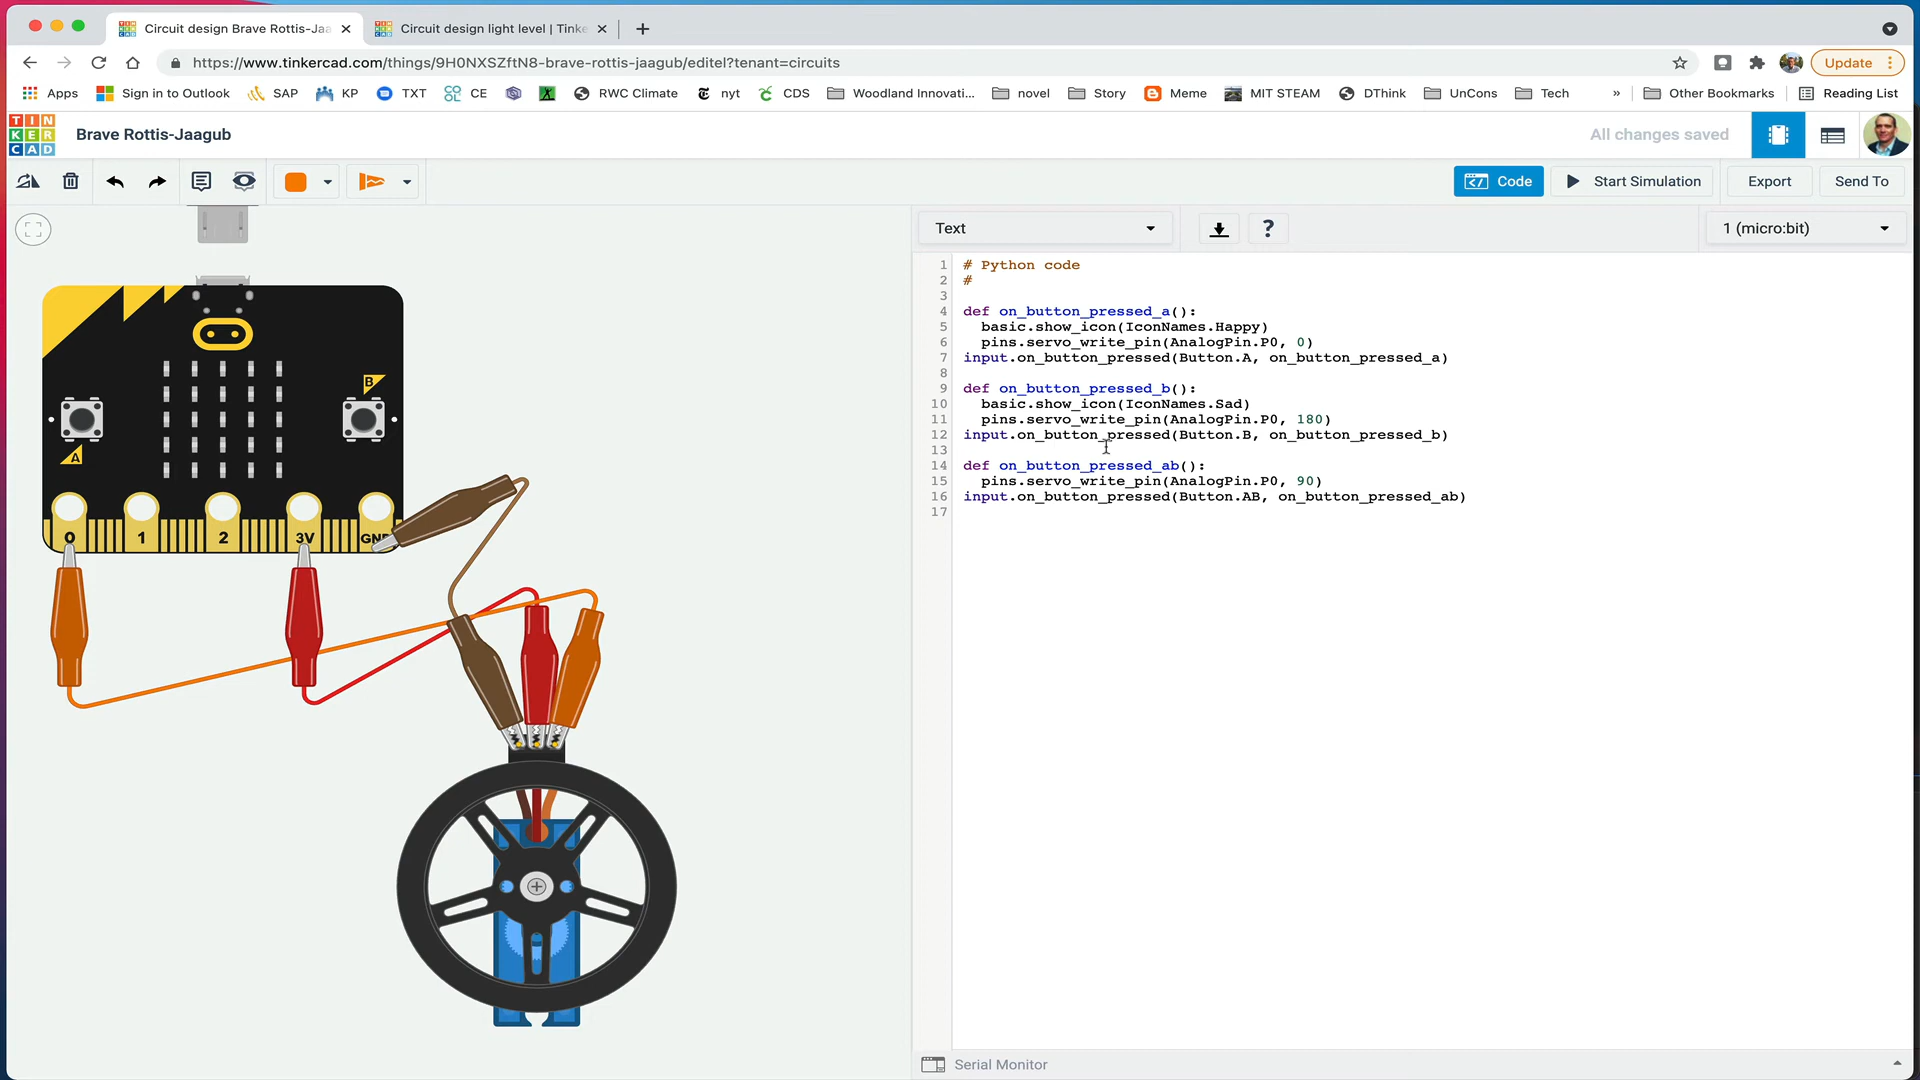 Circuit design Brave Rottis-Jaa
Circuit design light level | Tinke
https://www.tinkercad.com/things/9H0NXSZftN8-brave-rottis-jaagub/editel?tenant=circuits
Update
Apps
Sign in to Outlook
SAP
KP
TXT
CE
RWC Climate
nyt
CDS
Woodland Innovati...
novel
Story
Meme
MIT STEAM
DThink
UnCons
Tech
»
Other Bookmarks
Reading List
TIN
KER
CAD
Brave Rottis-Jaagub
All changes saved
Code
Start Simulation
Export
Send To
Text
?
1 (micro:bit)
B
A
0
1
2
3V
GND
1 # Python code
2 #
3
4 def on_button_pressed_a():
5 basic.show_icon(IconNames.Happy)
6 pins.servo_write_pin(AnalogPin.P0, 0)
7 input.on_button_pressed(Button.A, on_button_pressed_a)
8
9 def on_button_pressed_b():
10 basic.show_icon(IconNames.Sad)
11 pins.servo_write_pin(AnalogPin.P0, 180)
12 input.on_button_pressed(Button.B, on_button_pressed_b)
13
14 def on_button_pressed_ab():
15 pins.servo_write_pin(AnalogPin.P0, 90)
16 input.on_button_pressed(Button.AB, on_button_pressed_ab)
17
Serial Monitor